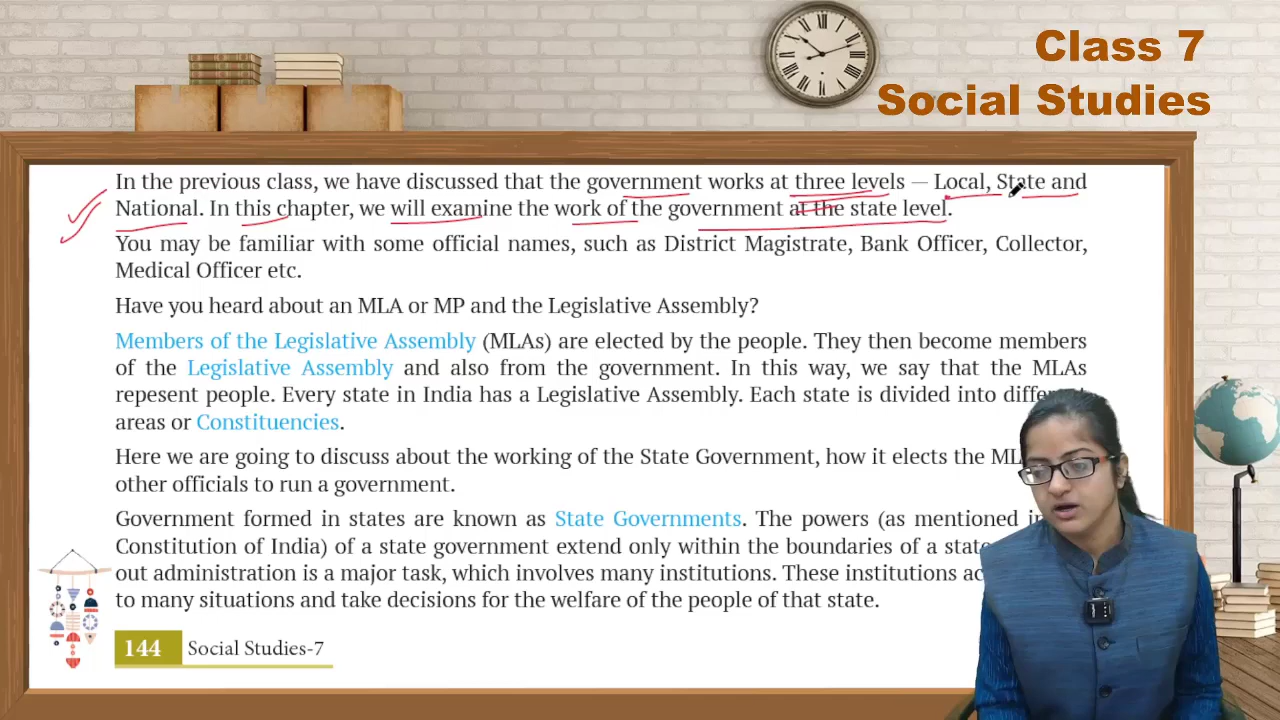 Class 7
Social Studies
In the previous class, we have discussed that the government works at three levels — Local, State and
National. In this chapter, we will examine the work of the government at the state level.
You may be familiar with some official names, such as District Magistrate, Bank Officer, Collector,
Medical Officer etc.
Have you heard about an MLA or MP and the Legislative Assembly?
Members of the Legislative Assembly (MLAs) are elected by the people. They then become members
of the Legislative Assembly and also from the government. In this way, we say that the MLAs
repesent people. Every state in India has a Legislative Assembly. Each state is divided into
areas or Constituencies.
Here we are going to discuss about the working of the State Government, how it elects the
other officials to run a government.
Government formed in states are known as State Governments. The powers (as mentioned
Constitution of India) of a state government extend only within the boundaries of a
out administration is a major task, which involves many institutions. These institutions
to many situations and take decisions for the welfare of the people of that state.
144 Social Studies-7